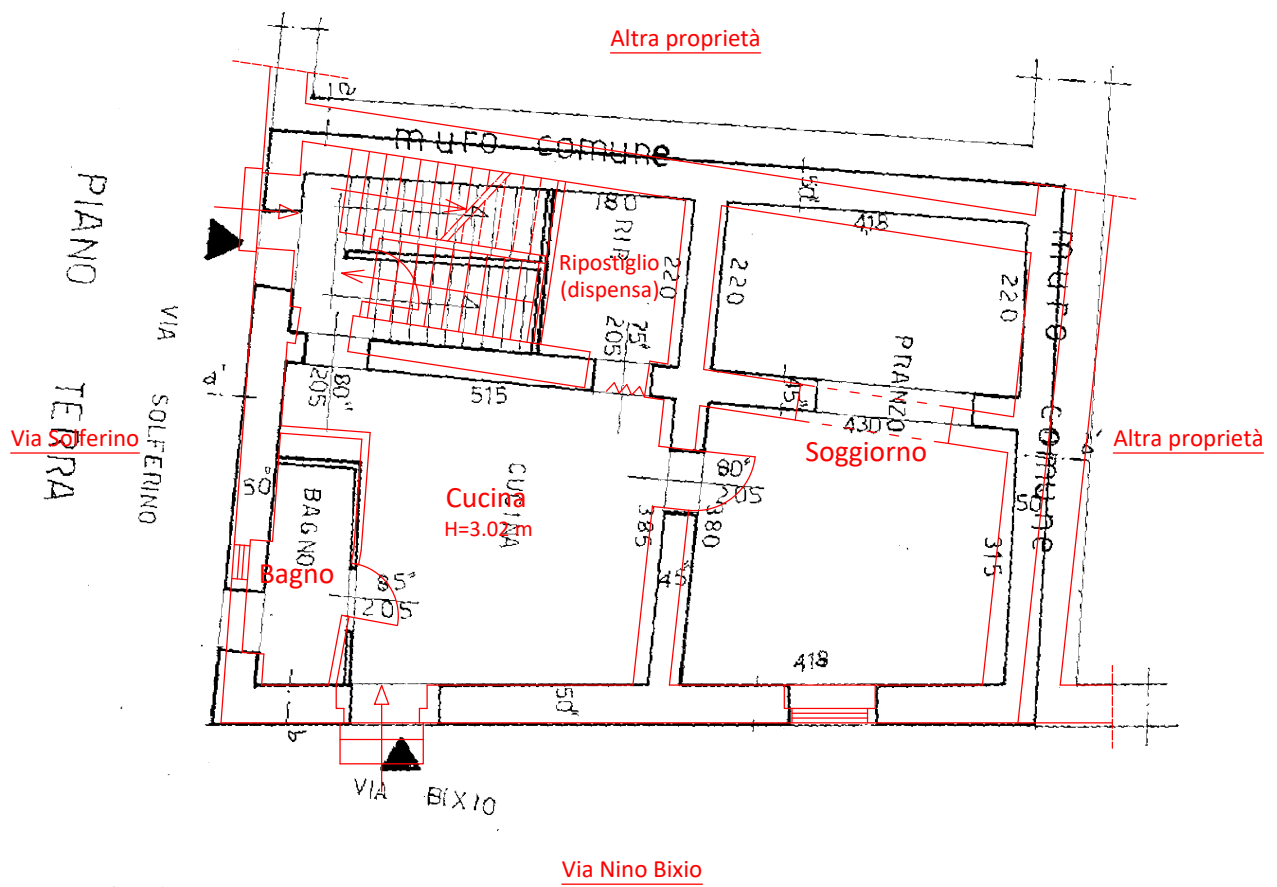 Altra proprietà
muro comune
a
50"
180
RIP.
220
418
220
220
Ripostiglio
(dispensa)
PIANO TERRA
VIA SOLFERINO
Via Solferino
muro comune
Altra proprietà
75"
205
80"
205
515
45"
PRANZO
430
Soggiorno
CUCINA
Cucina
H=3.02 m
80"
205
385
380
50°
BAGNO
Bagno
85"
205
45"
315
50
418
50"
VIA BIXIO
Via Nino Bixio